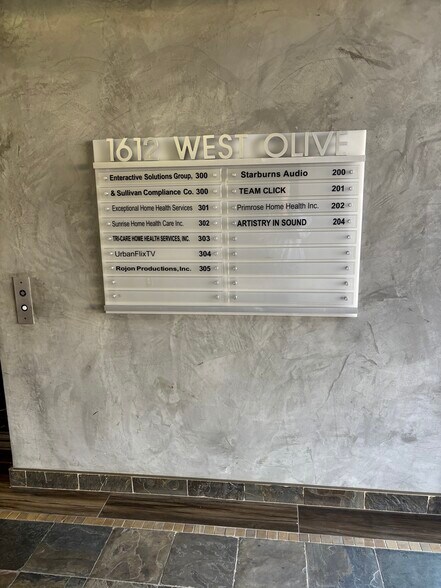 1612 WEST OLIVE
Enteractive Solutions Group, 300
& Sullivan Compliance Co. 300
Exceptional Home Health Services 301
Sunrise Home Health Care Inc. 302
TRI-CARE HOME HEALTH SERVICES, INC. 303
UrbanFlixTV 304
Rojon Productions, Inc. 305
Starburns Audio 200
TEAM CLICK 201
Primrose Home Health Inc. 202
ARTISTRY IN SOUND 204